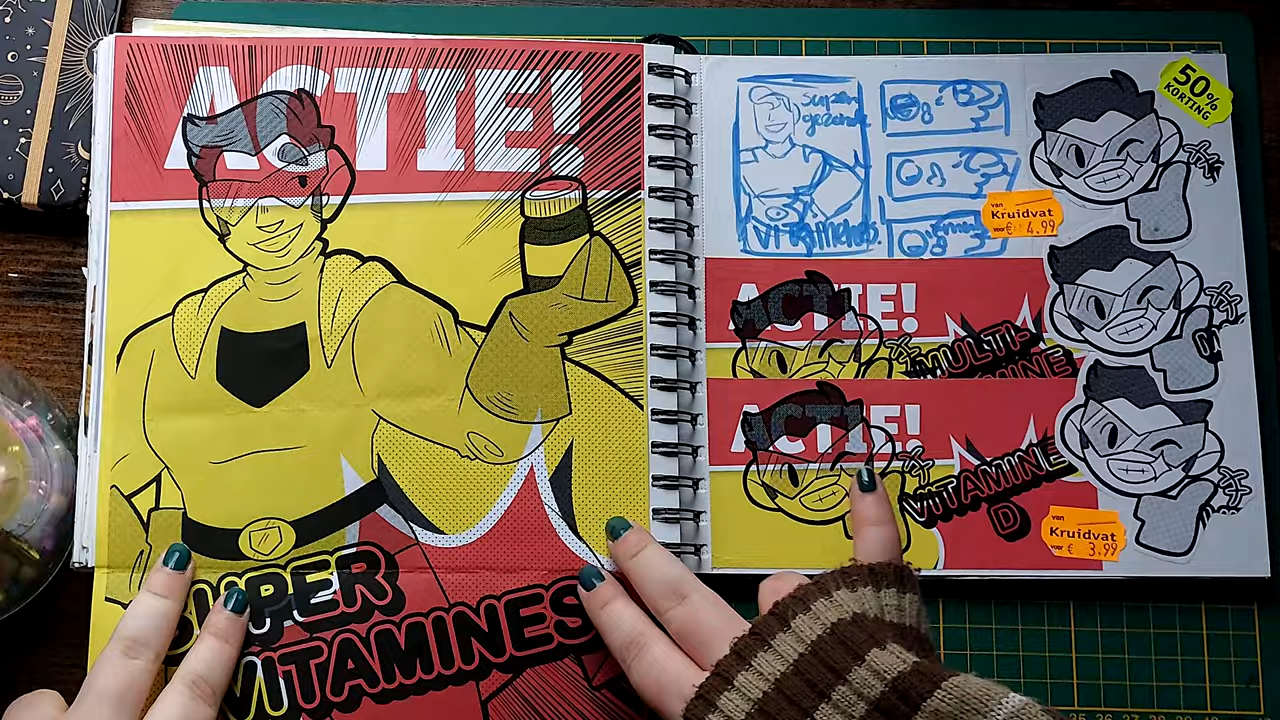 ACTIE!
SUPER
VITAMINES
super
gezond
VITAMINES.
50%
KORTING
van
Kruidvat
voor € 4.99
ACTIE!
MULTI-
MINE
ACTIE!
VITAMINE
D
van
Kruidvat
voor € 3.99